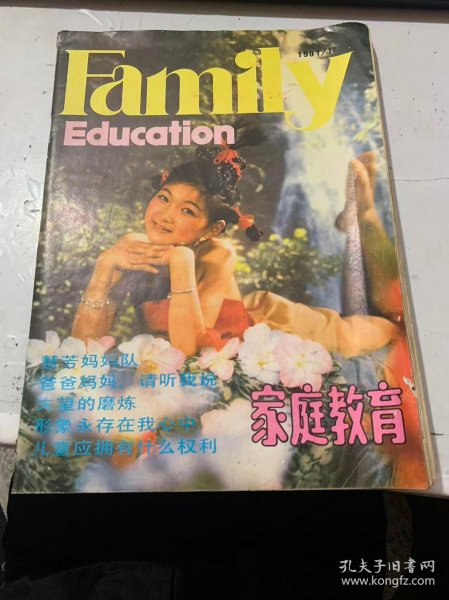 Family
1991/1
Education
慧芳妈妈队
爸爸妈妈，请听我说
失望的磨炼
形象永存在我心中
儿童应拥有什么权利
家庭教育
孔夫子旧书网
www.kongfz.com